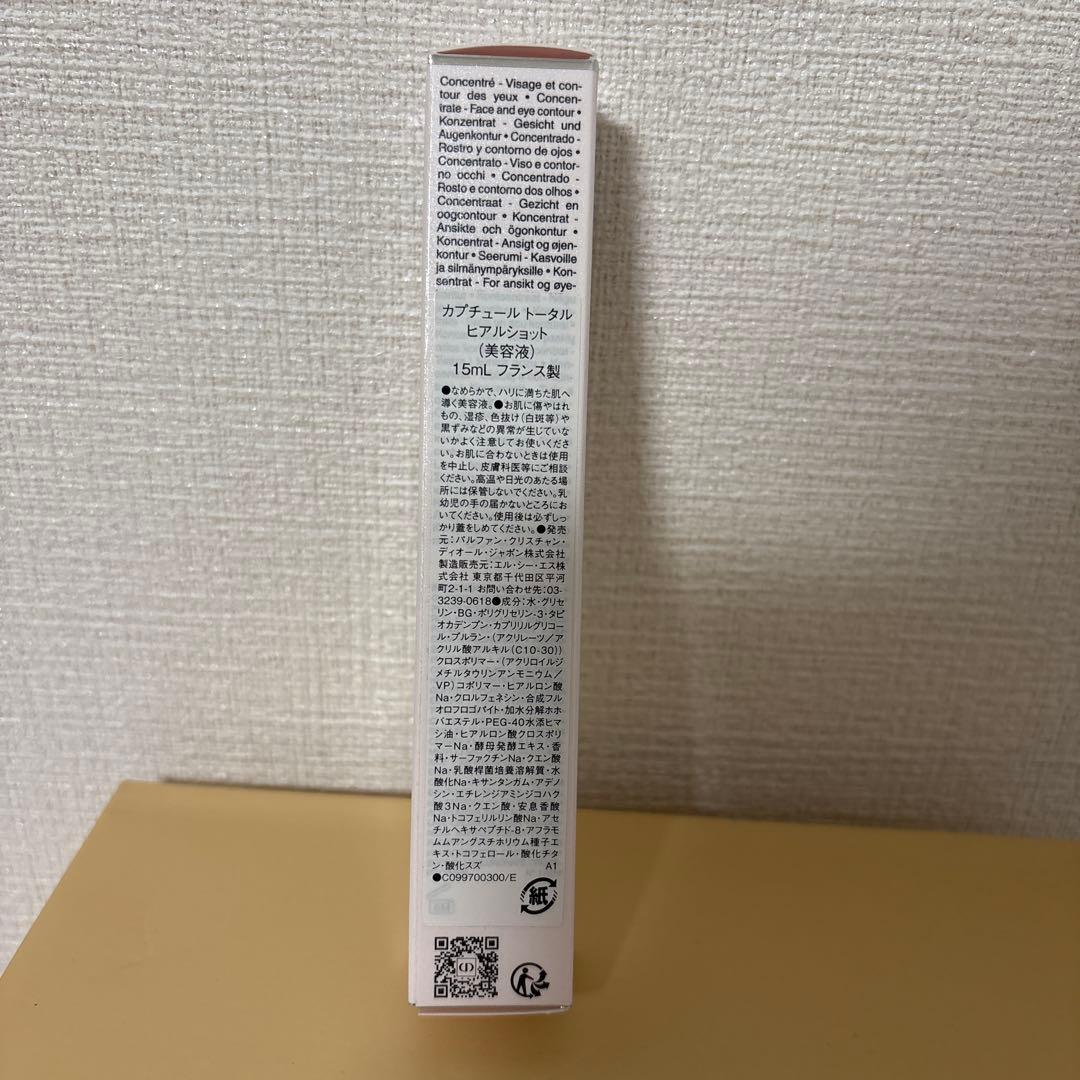 Concentré - Visage et con-
tour des yeux • Concen-
trate - Face and eye contour •
Konzentrat - Gesicht und
Augenkontur • Concentrado -
Rostro y contorno de ojos •
Concentrato - Viso e contor-
no occhi • Concentrado -
Rosto e contorno dos olhos •
Concentraat - Gezicht en
oogcontour • Koncentrat -
Ansikte och ögonkontur •
Koncentrat - Ansigt og øjen-
kontur • Seerumi - Kasvoille
ja silmänympäryksille • Kon-
sentrat - For ansikt og øye-
カプチュール トータル
ヒアルショット
(美容液)
15mL フランス製
●なめらかで、ハリに満ちた肌へ
導く美容液。●お肌に傷やはれ
もの、湿疹、色抜け(白斑等)や
黒ずみなどの異常が生じていな
いかよく注意してお使いくださ
い。お肌に合わないときは使用
を中止し、皮膚科医等にご相談
ください。高温や日光のあたる場
所には保管しないでください。乳
幼児の手の届かないところにお
いてください。使用後は必ずしっ
かり蓋をしめてください。●発売
元:パルファン・クリスチャン・
ディオール・ジャポン株式会社
製造販売元:エル・シー・エス株
式会社 東京都千代田区平河
町2-1-1 お問い合わせ先:03-
3239-0618●成分:水・グリセ
リン・BG・ポリグリセリン-3・タピ
オカデンプン・カプリリルグリコー
ル・プルラン・(アクリレーツ/ア
クリル酸アルキル(C10-30))
クロスポリマー・(アクリロイルジ
メチルタウリンアンモニウム/
VP)コポリマー・ヒアルロン酸
Na・クロルフェネシン・合成フル
オロフロゴパイト・加水分解ホホ
バエステル・PEG-40水添ヒマ
シ油・ヒアルロン酸クロスポリ
マーNa・酵母発酵エキス・香
料・サーファクチンNa・クエン酸
Na・乳酸桿菌培養溶解質・水
酸化Na・キサンタンガム・アデノ
シン・エチレンジアミンジコハク
酸3Na・クエン酸・安息香酸
Na・トコフェリルリン酸Na・アセ
チルヘキサペプチド-8・アフラモ
ムムアングスチホリウム種子エ
キス・トコフェロール・酸化チタ
ン・酸化スズ A1
●C099700300/E
紙